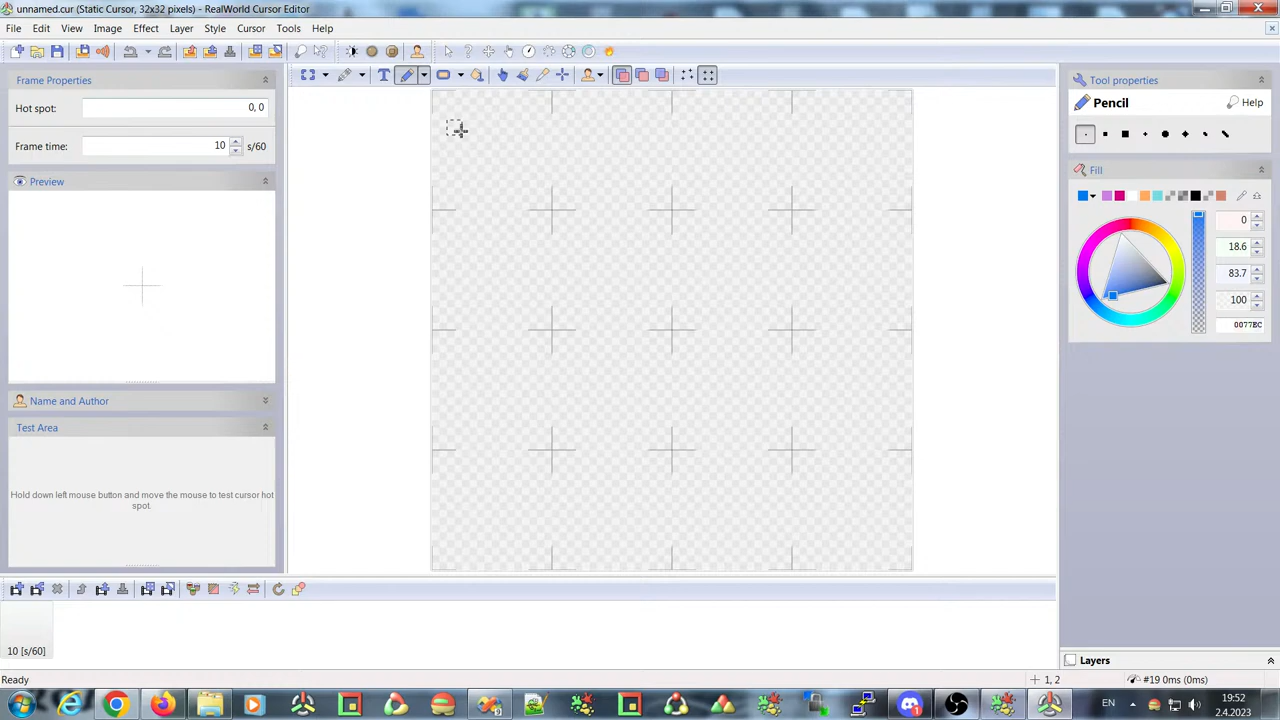 unnamed.cur (Static Cursor, 32x32 pixels) - RealWorld Cursor Editor
File Edit View Image Effect Layer Style Cursor Tools Help
Frame Properties
Hot spot: 0, 0
Frame time: 10 s/60
Preview
Name and Author
Test Area
Hold down left mouse button and move the mouse to test cursor hot
spot.
10 [s/60]
Tool properties
Pencil Help
Fill
0
18.6
83.7
100
0077EC
Layers
Ready 1, 2 #19 0ms (0ms)
EN 19:52
2.4.2023